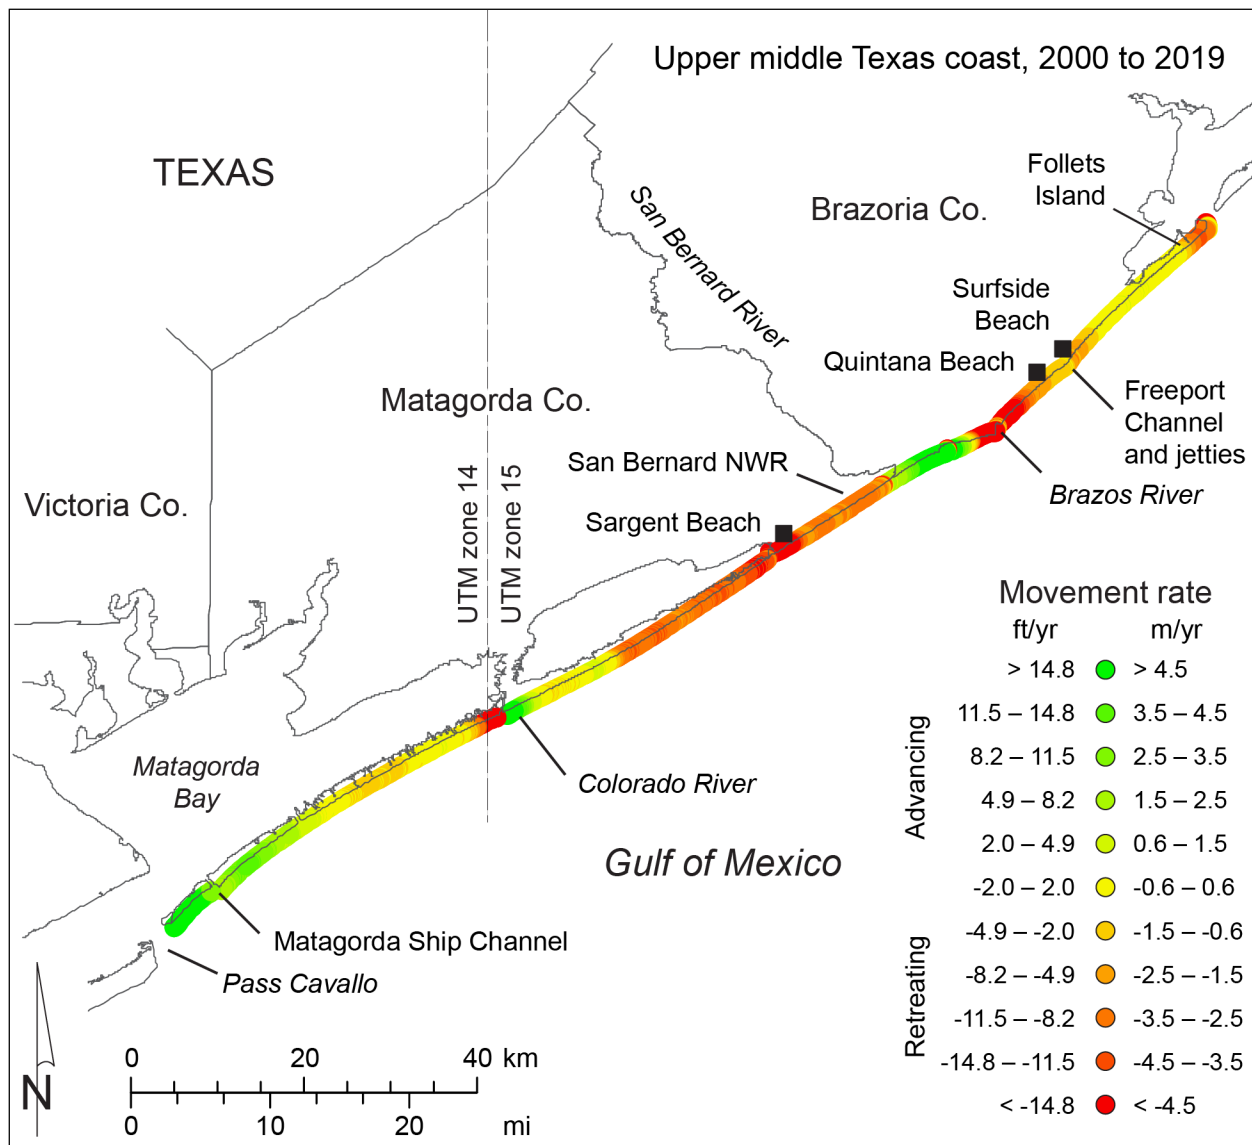 Upper middle Texas coast, 2000 to 2019
TEXAS
Follets
Island
Brazoria Co.
San Bernard River
Surfside
Beach
Quintana Beach
Matagorda Co.
Freeport
Channel
and jetties
San Bernard NWR
Brazos River
Victoria Co.
UTM zone 14
UTM zone 15
Sargent Beach
Matagorda
Bay
Colorado River
Gulf of Mexico
Matagorda Ship Channel
Pass Cavallo
Movement rate
ft/yr m/yr
> 14.8 > 4.5
11.5 – 14.8 3.5 – 4.5
8.2 – 11.5 2.5 – 3.5
4.9 – 8.2 1.5 – 2.5
2.0 – 4.9 0.6 – 1.5
-2.0 – 2.0 -0.6 – 0.6
-4.9 – -2.0 -1.5 – -0.6
-8.2 – -4.9 -2.5 – -1.5
-11.5 – -8.2 -3.5 – -2.5
-14.8 – -11.5 -4.5 – -3.5
< -14.8 < -4.5
Advancing
Retreating
0 20 40 km
0 10 20 mi
N